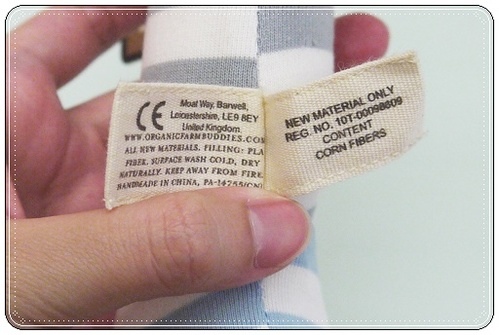 CE
Moat Way, Barwell,
Leicestershire, LE9 8EY
United Kingdom.
WWW.ORGANICFARMBUDDIES.COM
ALL NEW MATERIALS. FILLING: PLA
FIBER. SURFACE WASH COLD, DRY
NATURALLY. KEEP AWAY FROM FIRE.
HANDMADE IN CHINA, PA-14755(CN)
NEW MATERIAL ONLY
REG. NO. 10T-00098609
CONTENT
CORN FIBERS